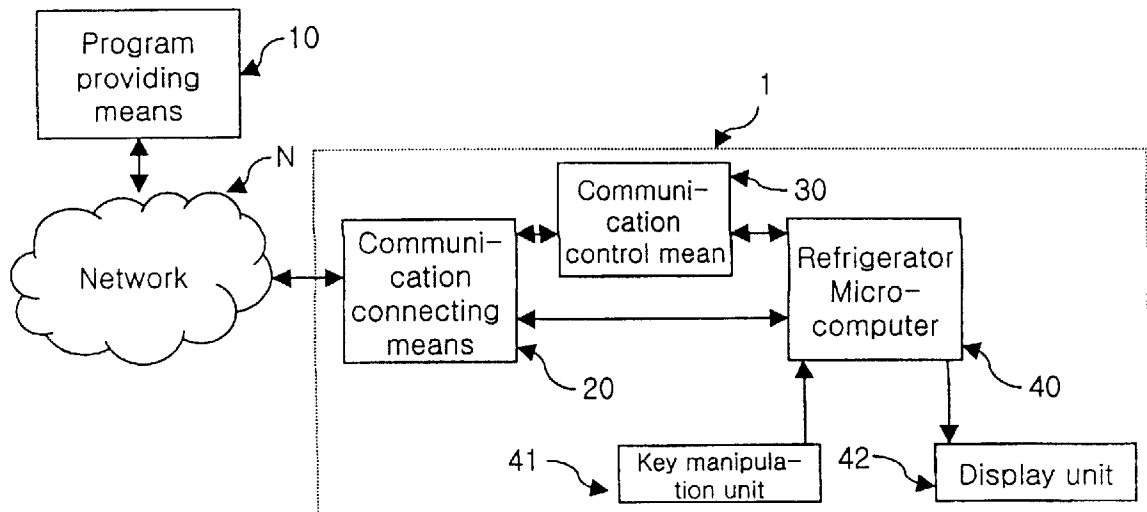 Program
providing
means
10
1
N
Network
Communi-
cation
control mean
30
Communi-
cation
connecting
means
20
Refrigerator
Micro-
computer
40
41
Key manipula-
tion unit
42
Display unit